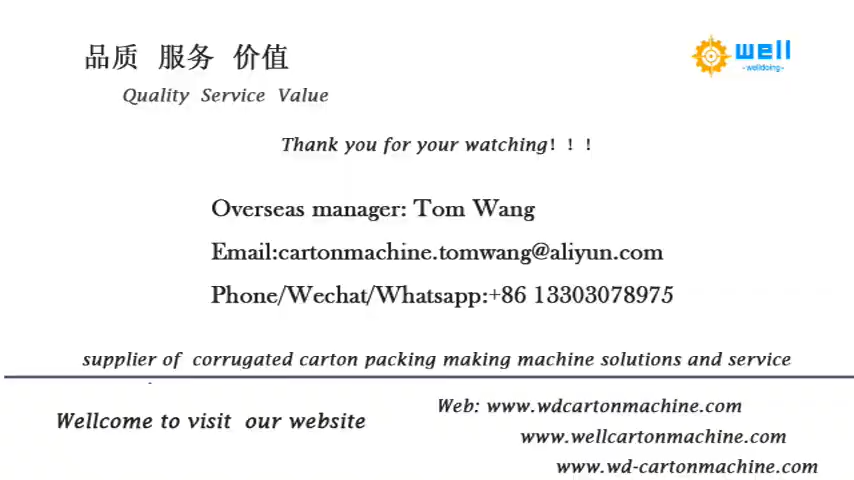 品质 服务 价值
well
-welldoing-
Quality Service Value
Thank you for your watching！！！
Overseas manager: Tom Wang
Email:cartonmachine.tomwang@aliyun.com
Phone/Wechat/Whatsapp:+86 13303078975
supplier of corrugated carton packing making machine solutions and service
Wellcome to visit our website
Web: www.wdcartonmachine.com
www.wellcartonmachine.com
www.wd-cartonmachine.com